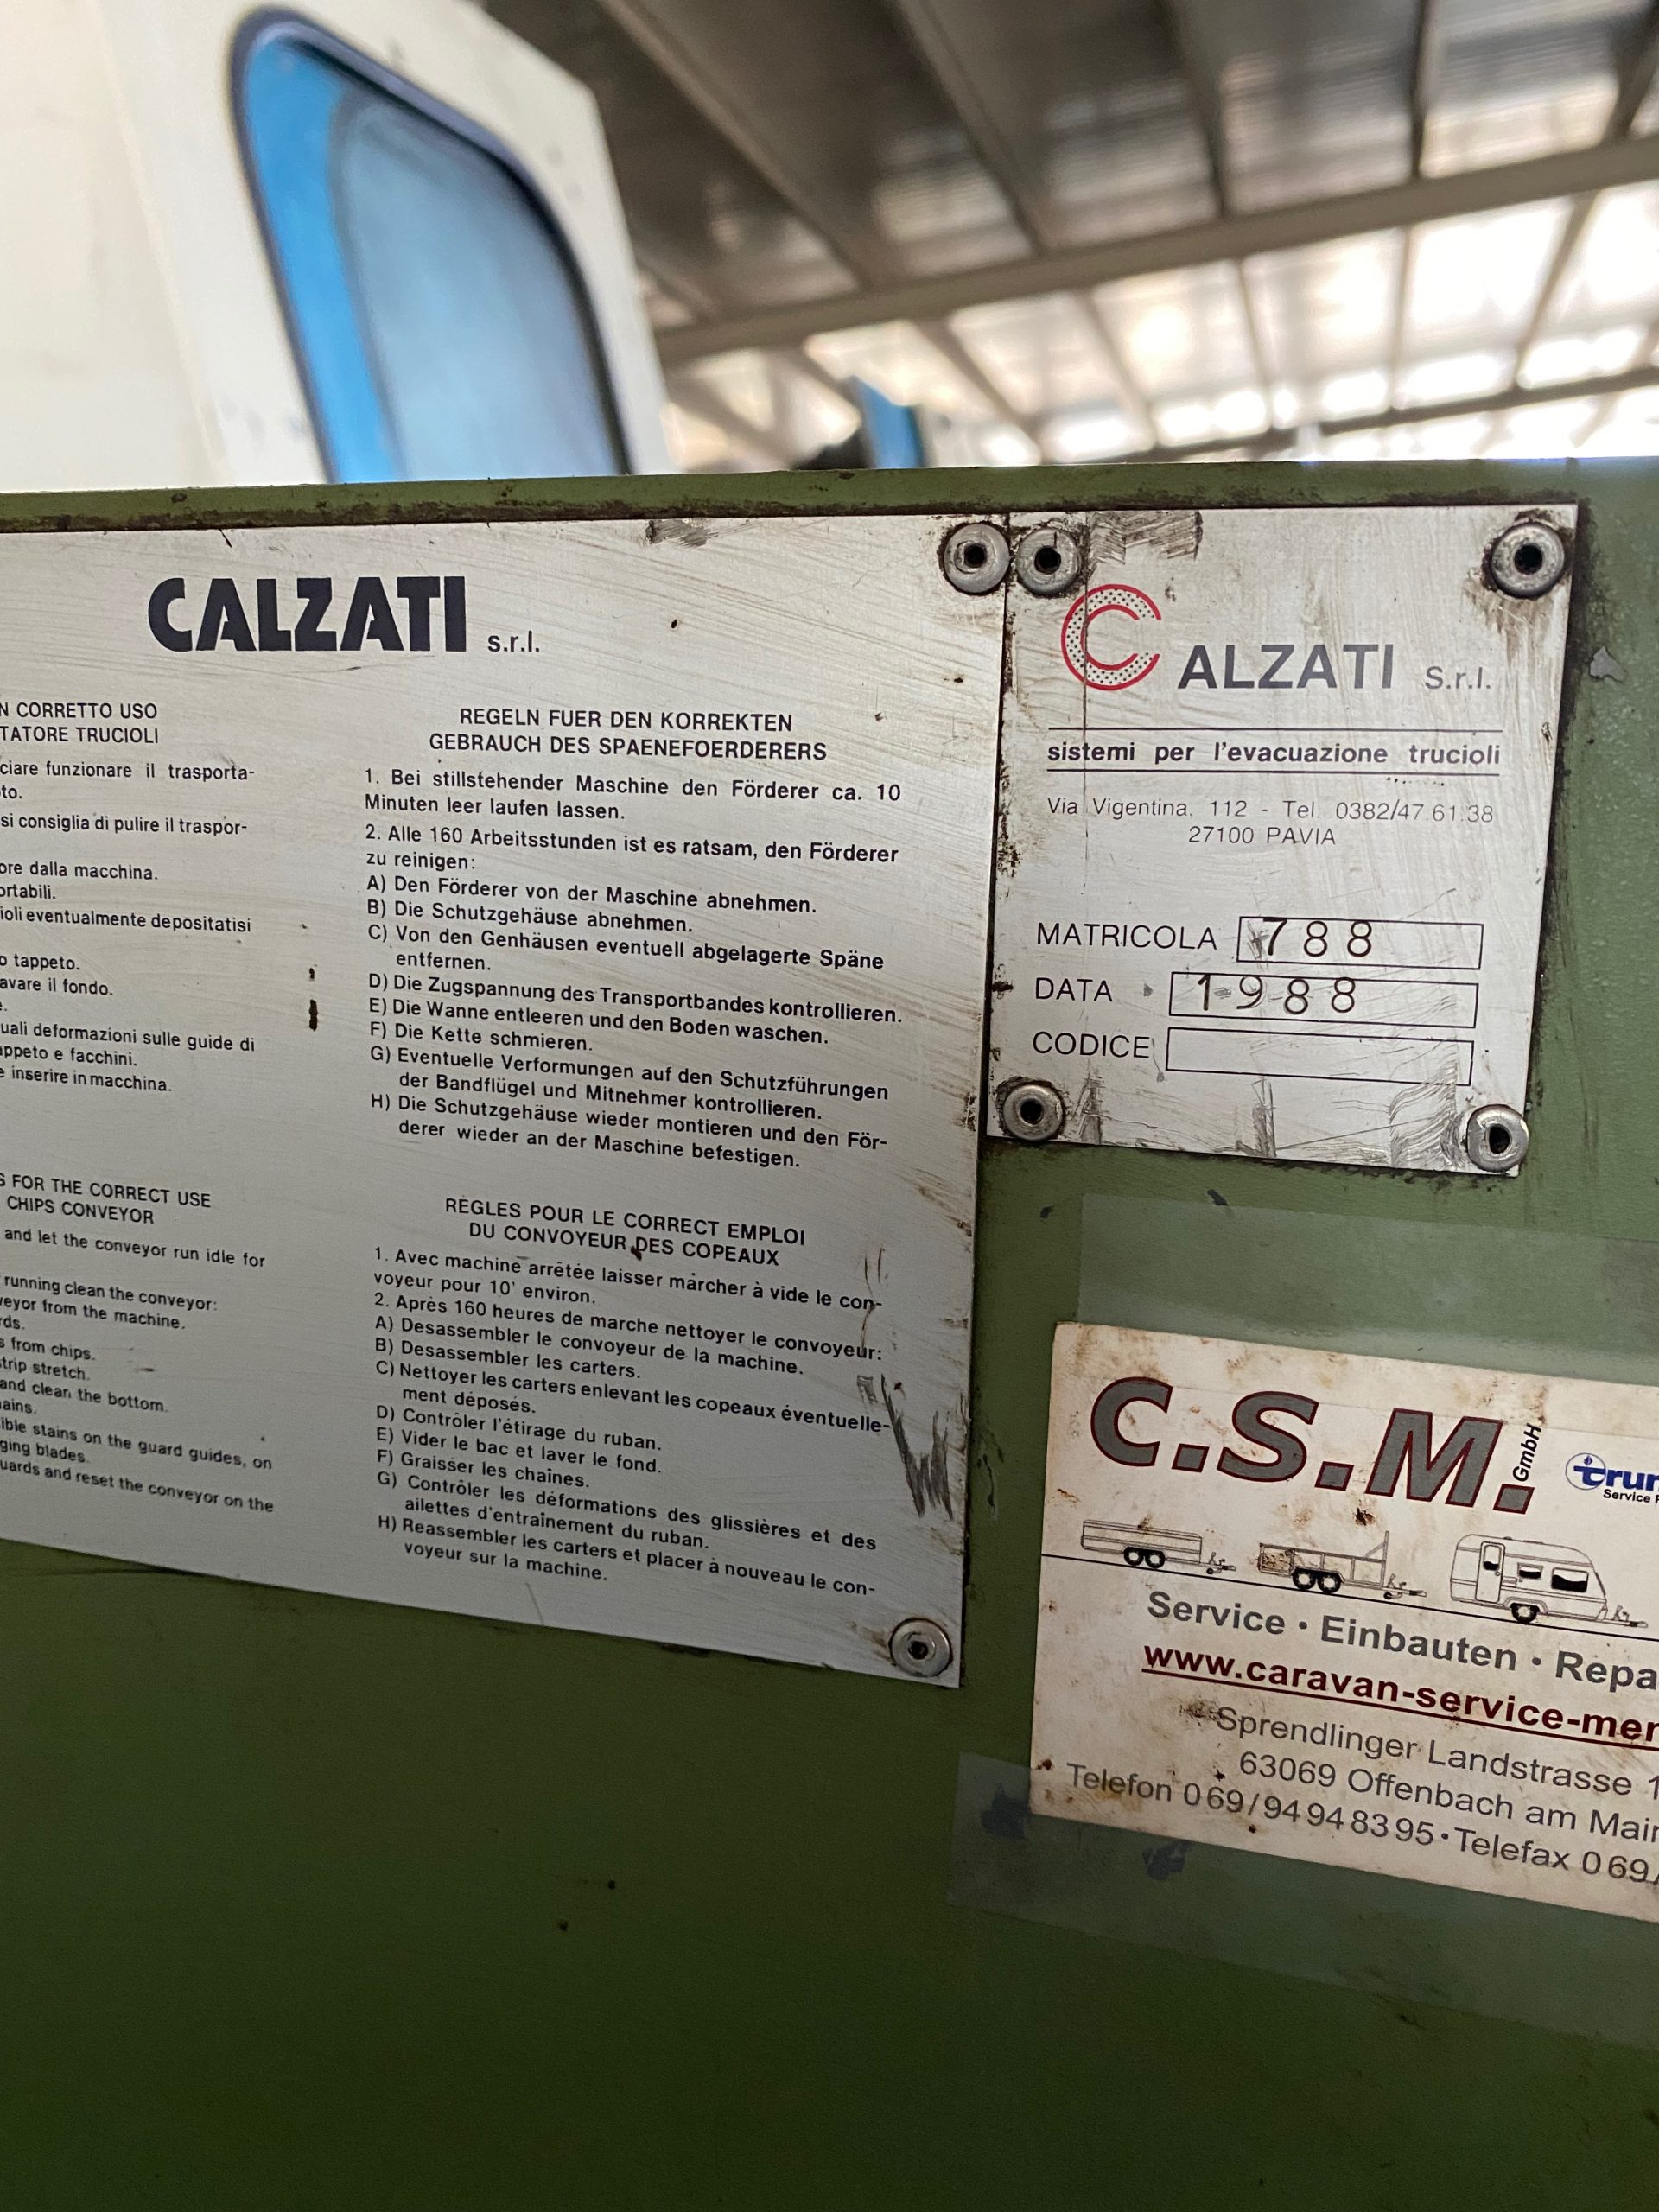 CALZATI s.r.l.
N CORRETTO USO
TATORE TRUCIOLI
ciare funzionare il trasporta-
to.
si consiglia di pulire il traspor-
ore dalla macchina.
ortabili.
ioli eventualmente depositatisi
o tappeto.
avare il fondo.
e.
uali deformazioni sulle guide di
appeto e facchini.
e inserire in macchina.
S FOR THE CORRECT USE
CHIPS CONVEYOR
and let the conveyor run idle for
running clean the conveyor:
veyor from the machine.
rds.
s from chips.
strip stretch.
and clean the bottom.
ains.
ible stains on the guard guides, on
ging blades.
uards and reset the conveyor on the
REGELN FUER DEN KORREKTEN
GEBRAUCH DES SPAENEFOERDERERS
1. Bei stillstehender Maschine den Förderer ca. 10
Minuten leer laufen lassen.
2. Alle 160 Arbeitsstunden ist es ratsam, den Förderer
zu reinigen:
A) Den Förderer von der Maschine abnehmen.
B) Die Schutzgehäuse abnehmen.
C) Von den Genhäusen eventuell abgelagerte Späne
entfernen.
D) Die Zugspannung des Transportbandes kontrollieren.
E) Die Wanne entleeren und den Boden waschen.
F) Die Kette schmieren.
G) Eventuelle Verformungen auf den Schutzführungen
der Bandflügel und Mitnehmer kontrollieren.
H) Die Schutzgehäuse wieder montieren und den För-
derer wieder an der Maschine befestigen.
RÈGLES POUR LE CORRECT EMPLOI
DU CONVOYEUR DES COPEAUX
1. Avec machine arrêtée laisser marcher à vide le con-
voyeur pour 10' environ.
2. Après 160 heures de marche nettoyer le convoyeur:
A) Desassembler le convoyeur de la machine.
B) Desassembler les carters.
C) Nettoyer les carters enlevant les copeaux éventuelle-
ment déposés.
D) Contrôler l'étirage du ruban.
E) Vider le bac et laver le fond.
F) Graisser les chaînes.
G) Contrôler les déformations des glissières et des
ailettes d'entraînement du ruban.
H) Reassembler les carters et placer à nouveau le con-
voyeur sur la machine.
CALZATI S.r.l.
sistemi per l'evacuazione trucioli
Via Vigentina, 112 - Tel. 0382/47.61.38
27100 PAVIA
MATRICOLA 788
DATA 1988
CODICE
C.S.M. GmbH
trum
Service P
Service • Einbauten • Repa
www.caravan-service-mer
Sprendlinger Landstrasse 1
63069 Offenbach am Main
Telefon 069/94948395 • Telefax 069/